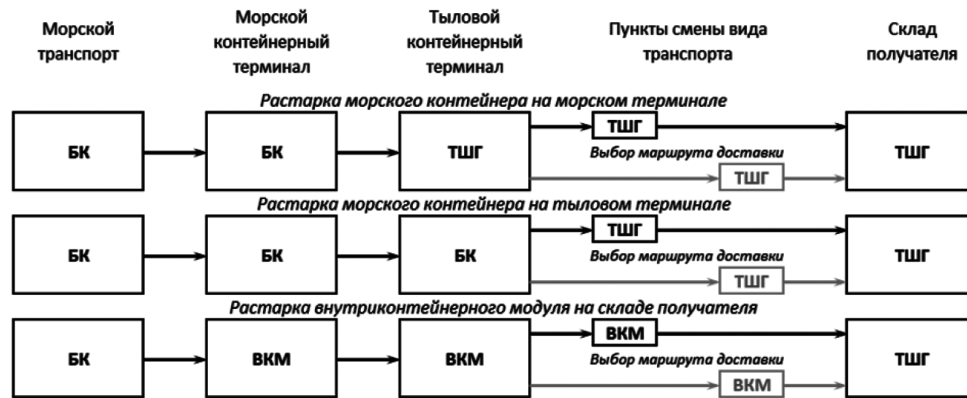 Морской
транспорт
Морской
контейнерный
терминал
Тыловой
контейнерный
терминал
Пункты смены вида
транспорта
Склад
получателя
Растарка морского контейнера на морском терминале
БК
БК
ТШГ
ТШГ
Выбор маршрута доставки
ТШГ
ТШГ
Растарка морского контейнера на тыловом терминале
БК
БК
БК
ТШГ
Выбор маршрута доставки
ТШГ
ТШГ
Растарка внутриконтейнерного модуля на складе получателя
БК
ВКМ
ВКМ
ВКМ
Выбор маршрута доставки
ВКМ
ТШГ